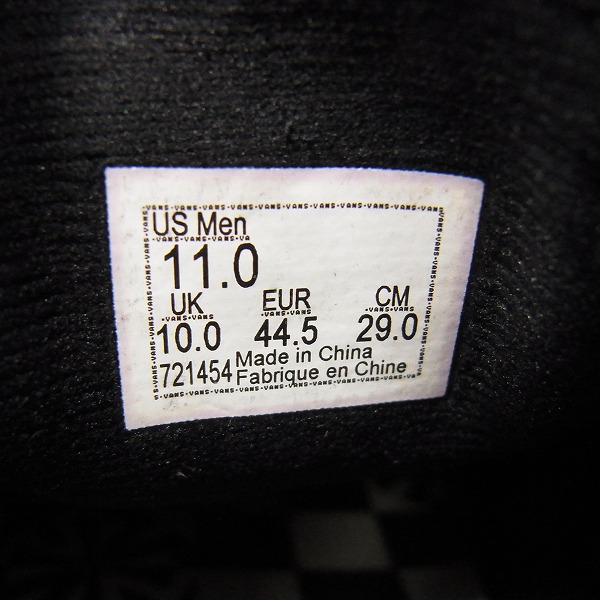 US Men
11.0
UK EUR CM
10.0 44.5 29.0
721454 Made in China
Fabrique en Chine